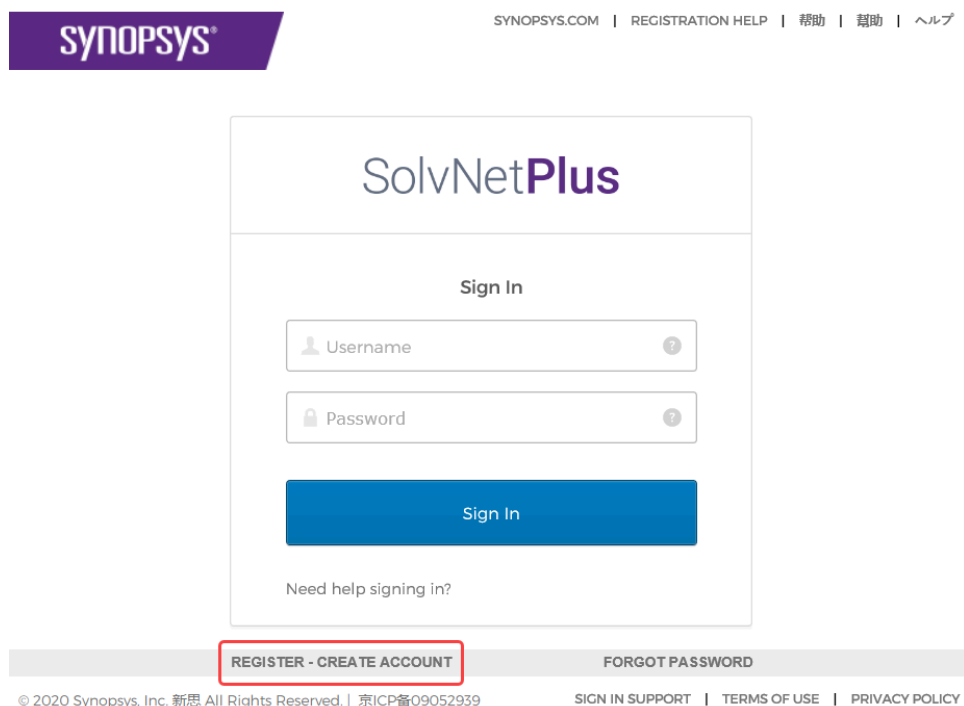 SYNOPSYS®
SYNOPSYS.COM | REGISTRATION HELP | 帮助 | 幫助 | ヘルプ
SolvNetPlus
Sign In
Username ?
Password ?
Sign In
Need help signing in?
REGISTER - CREATE ACCOUNT FORGOT PASSWORD
© 2020 Synopsys, Inc. 新思 All Rights Reserved. | 京ICP备09052939 SIGN IN SUPPORT | TERMS OF USE | PRIVACY POLICY